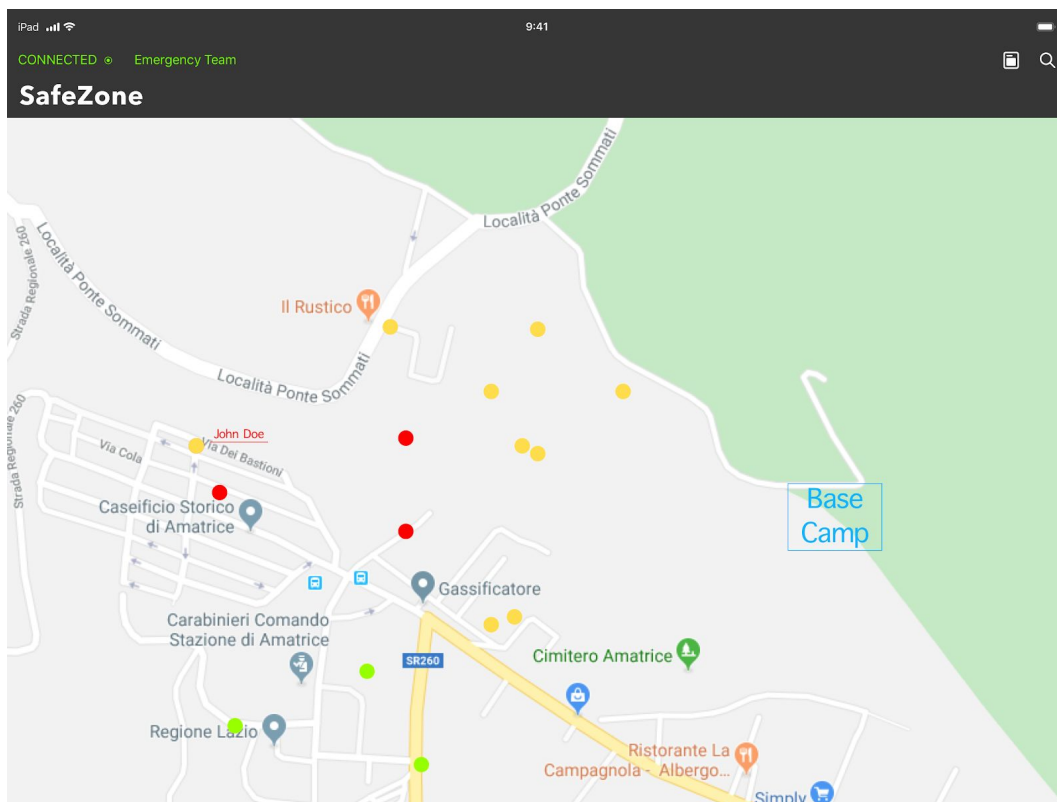 iPad
9:41
CONNECTED
Emergency Team
SafeZone
Località Ponte Sommati
Località Ponte Sommati
Strada Regionale 260
Il Rustico
Località Ponte Sommati
Strada Regionale 260
John Doe
Via Cola
Via Dei Bastioni
Caseificio Storico
di Amatrice
Base
Camp
Gassificatore
Carabinieri Comando
Stazione di Amatrice
SR260
Cimitero Amatrice
Regione Lazio
Ristorante La
Campagnola - Albergo...
Simply